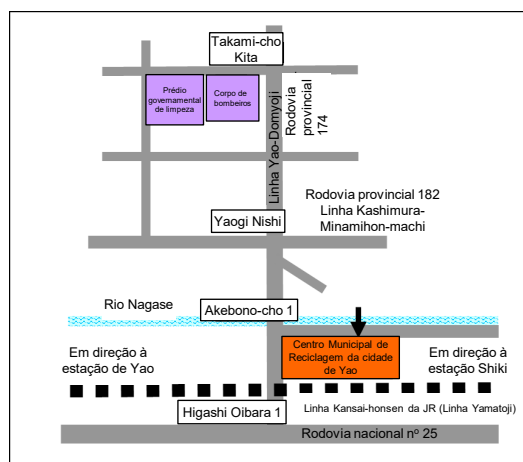 Takami-cho
Kita
Prédio
governamental
de limpeza
Corpo de
bombeiros
Linha Yao-Domyoji
Rodovia
provincial
174
Rodovia provincial 182
Linha Kashimura-
Minamihon-machi
Yaogi Nishi
Rio Nagase
Akebono-cho 1
Centro Municipal de
Reciclagem da cidade
de Yao
Em direção à
estação de Yao
Em direção à
estação Shiki
Higashi Oibara 1
Linha Kansai-honsen da JR (Linha Yamatoji)
Rodovia nacional nº 25